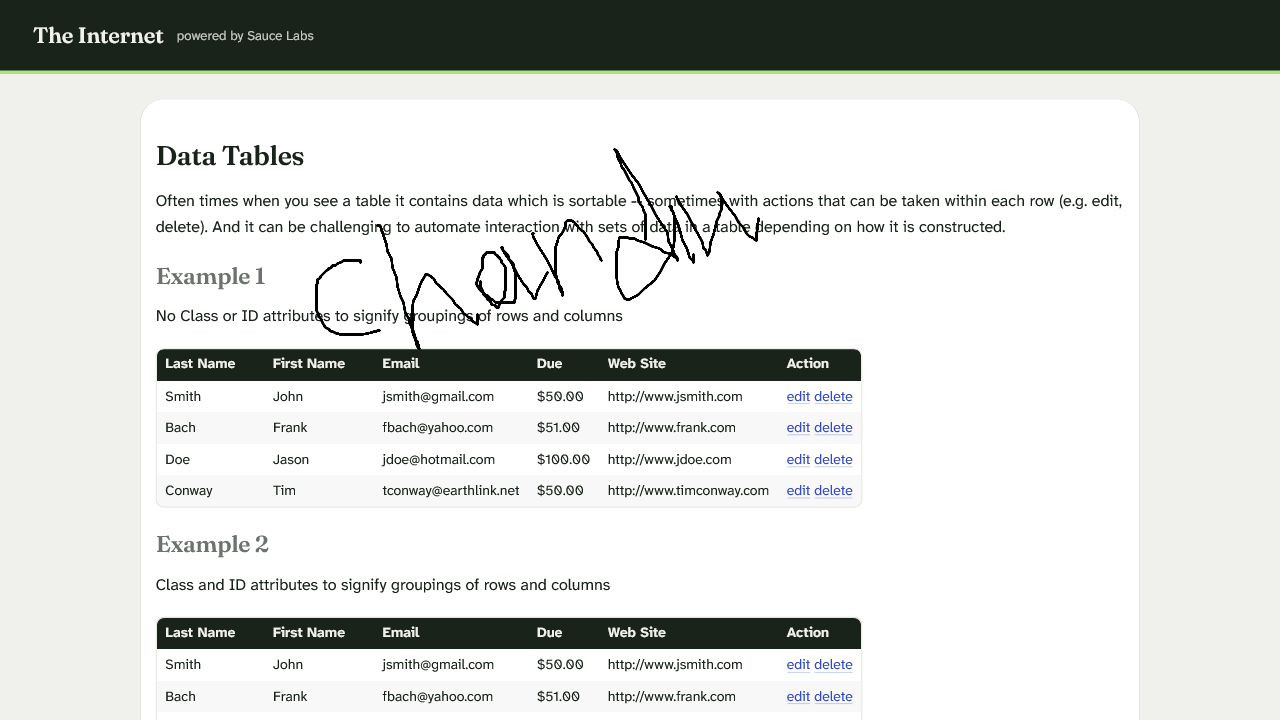 The Internet powered by Sauce Labs
Data Tables
Often times when you see a table it contains data which is sortable -- sometimes with actions that can be taken within each row (e.g. edit,
delete). And it can be challenging to automate interaction with sets of data in a table depending on how it is constructed.
Example 1
No Class or ID attributes to signify groupings of rows and columns
Last Name First Name Email Due Web Site Action
Smith John jsmith@gmail.com $50.00 http://www.jsmith.com edit delete
Bach Frank fbach@yahoo.com $51.00 http://www.frank.com edit delete
Doe Jason jdoe@hotmail.com $100.00 http://www.jdoe.com edit delete
Conway Tim tconway@earthlink.net $50.00 http://www.timconway.com edit delete
Example 2
Class and ID attributes to signify groupings of rows and columns
Last Name First Name Email Due Web Site Action
Smith John jsmith@gmail.com $50.00 http://www.jsmith.com edit delete
Bach Frank fbach@yahoo.com $51.00 http://www.frank.com edit delete